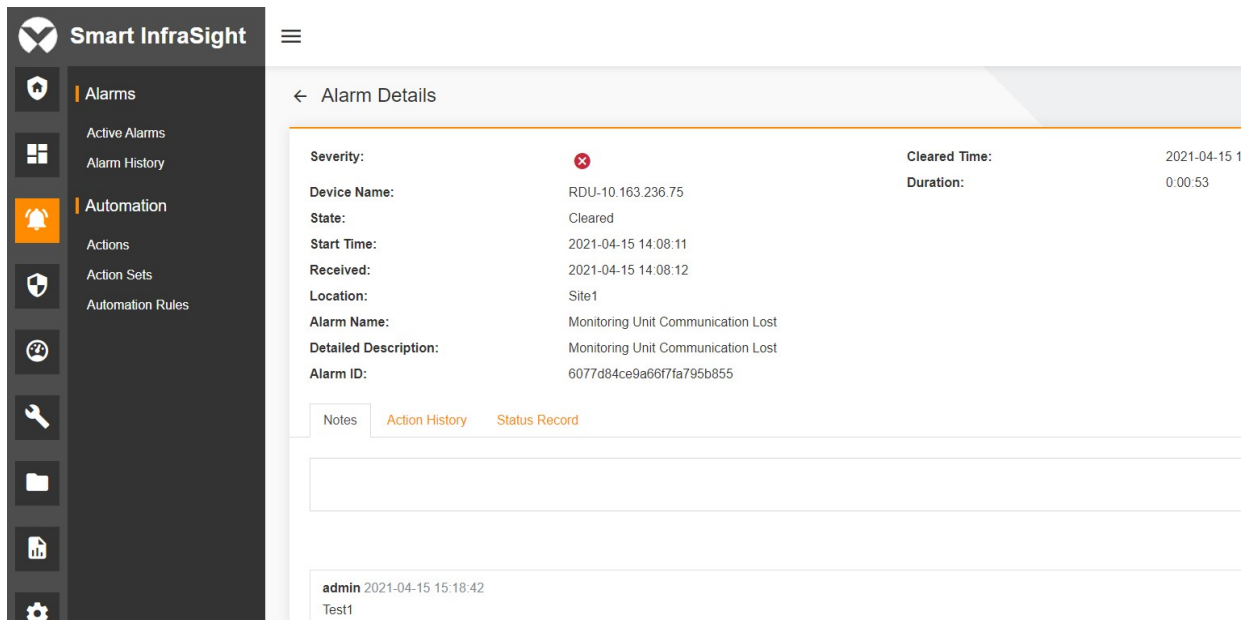 Smart InfraSight
Alarms
Active Alarms
Alarm History
Automation
Actions
Action Sets
Automation Rules
Alarm Details
Severity:
Cleared Time: 2021-04-15 1
Duration: 0:00:53
Device Name: RDU-10.163.236.75
State: Cleared
Start Time: 2021-04-15 14:08:11
Received: 2021-04-15 14:08:12
Location: Site1
Alarm Name: Monitoring Unit Communication Lost
Detailed Description: Monitoring Unit Communication Lost
Alarm ID: 6077d84ce9a66f7fa795b855
Notes Action History Status Record
admin 2021-04-15 15:18:42
Test1